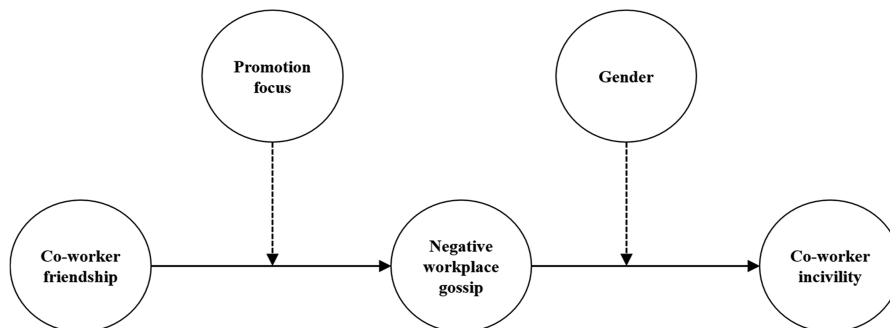 Promotion
focus
Gender
Co-worker
friendship
Negative
workplace
gossip
Co-worker
incivility